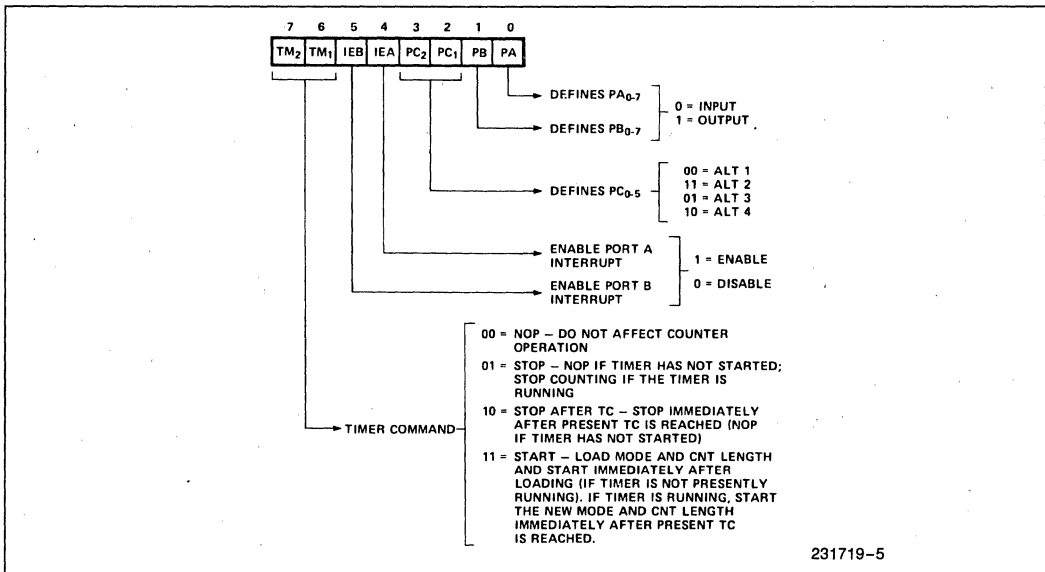 7 6 5 4 3 2 1 0
TM2 TM1 IEB IEA PC2 PC1 PB PA
DEFINES PA0-7
0 = INPUT
1 = OUTPUT
DEFINES PB0-7
DEFINES PC0-5
00 = ALT 1
11 = ALT 2
01 = ALT 3
10 = ALT 4
ENABLE PORT A
INTERRUPT
1 = ENABLE
0 = DISABLE
ENABLE PORT B
INTERRUPT
TIMER COMMAND
00 = NOP – DO NOT AFFECT COUNTER
OPERATION
01 = STOP – NOP IF TIMER HAS NOT STARTED;
STOP COUNTING IF THE TIMER IS
RUNNING
10 = STOP AFTER TC – STOP IMMEDIATELY
AFTER PRESENT TC IS REACHED (NOP
IF TIMER HAS NOT STARTED)
11 = START – LOAD MODE AND CNT LENGTH
AND START IMMEDIATELY AFTER
LOADING (IF TIMER IS NOT PRESENTLY
RUNNING). IF TIMER IS RUNNING, START
THE NEW MODE AND CNT LENGTH
IMMEDIATELY AFTER PRESENT TC
IS REACHED.
231719–5